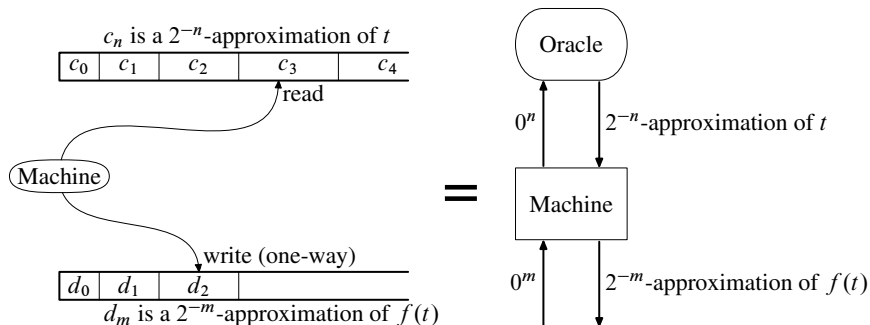 c_n is a 2^{-n}-approximation of t
c_0 c_1 c_2 c_3 c_4
read
Machine
write (one-way)
d_0 d_1 d_2
d_m is a 2^{-m}-approximation of f(t)
=
Oracle
0^n 2^{-n}-approximation of t
Machine
0^m 2^{-m}-approximation of f(t)